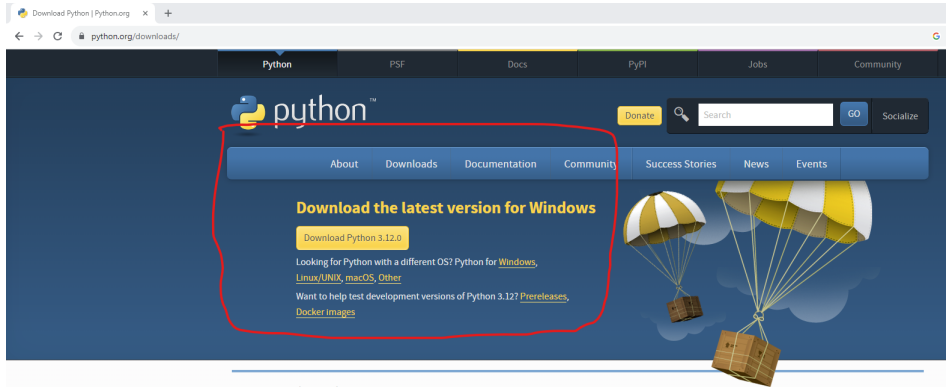 Download Python | Python.org
python.org/downloads/
G
Python PSF Docs PyPI Jobs Community
python™
Donate Search GO Socialize
About Downloads Documentation Community Success Stories News Events
Download the latest version for Windows
Download Python 3.12.0
Looking for Python with a different OS? Python for Windows,
Linux/UNIX, macOS, Other
Want to help test development versions of Python 3.12? Prereleases,
Docker images